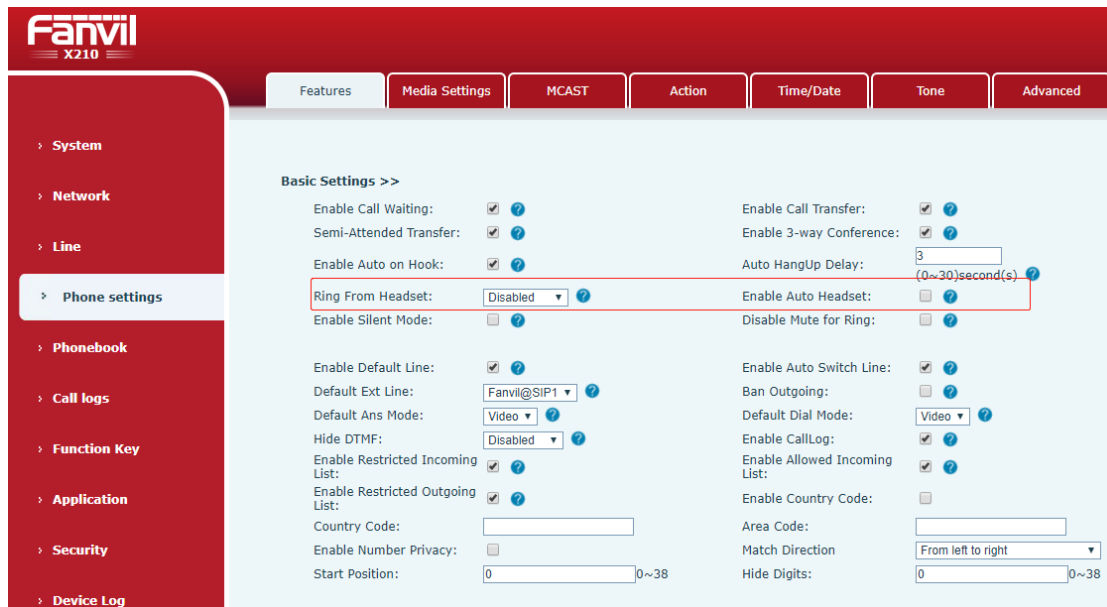 Fanvil
X210
Features Media Settings MCAST Action Time/Date Tone Advanced
› System
› Network
› Line
› Phone settings
› Phonebook
› Call logs
› Function Key
› Application
› Security
› Device Log
Basic Settings >>
Enable Call Waiting: Enable Call Transfer:
Semi-Attended Transfer: Enable 3-way Conference:
Enable Auto on Hook: Auto HangUp Delay: 3
(0~30)second(s)
Ring From Headset: Disabled Enable Auto Headset:
Enable Silent Mode: Disable Mute for Ring:
Enable Default Line: Enable Auto Switch Line:
Default Ext Line: Fanvil@SIP1 Ban Outgoing:
Default Ans Mode: Video Default Dial Mode: Video
Hide DTMF: Disabled Enable CallLog:
Enable Restricted Incoming
List:
Enable Allowed Incoming
List:
Enable Restricted Outgoing
List:
Enable Country Code:
Country Code: Area Code:
Enable Number Privacy: Match Direction From left to right
Start Position: 0 0~38 Hide Digits: 0 0~38